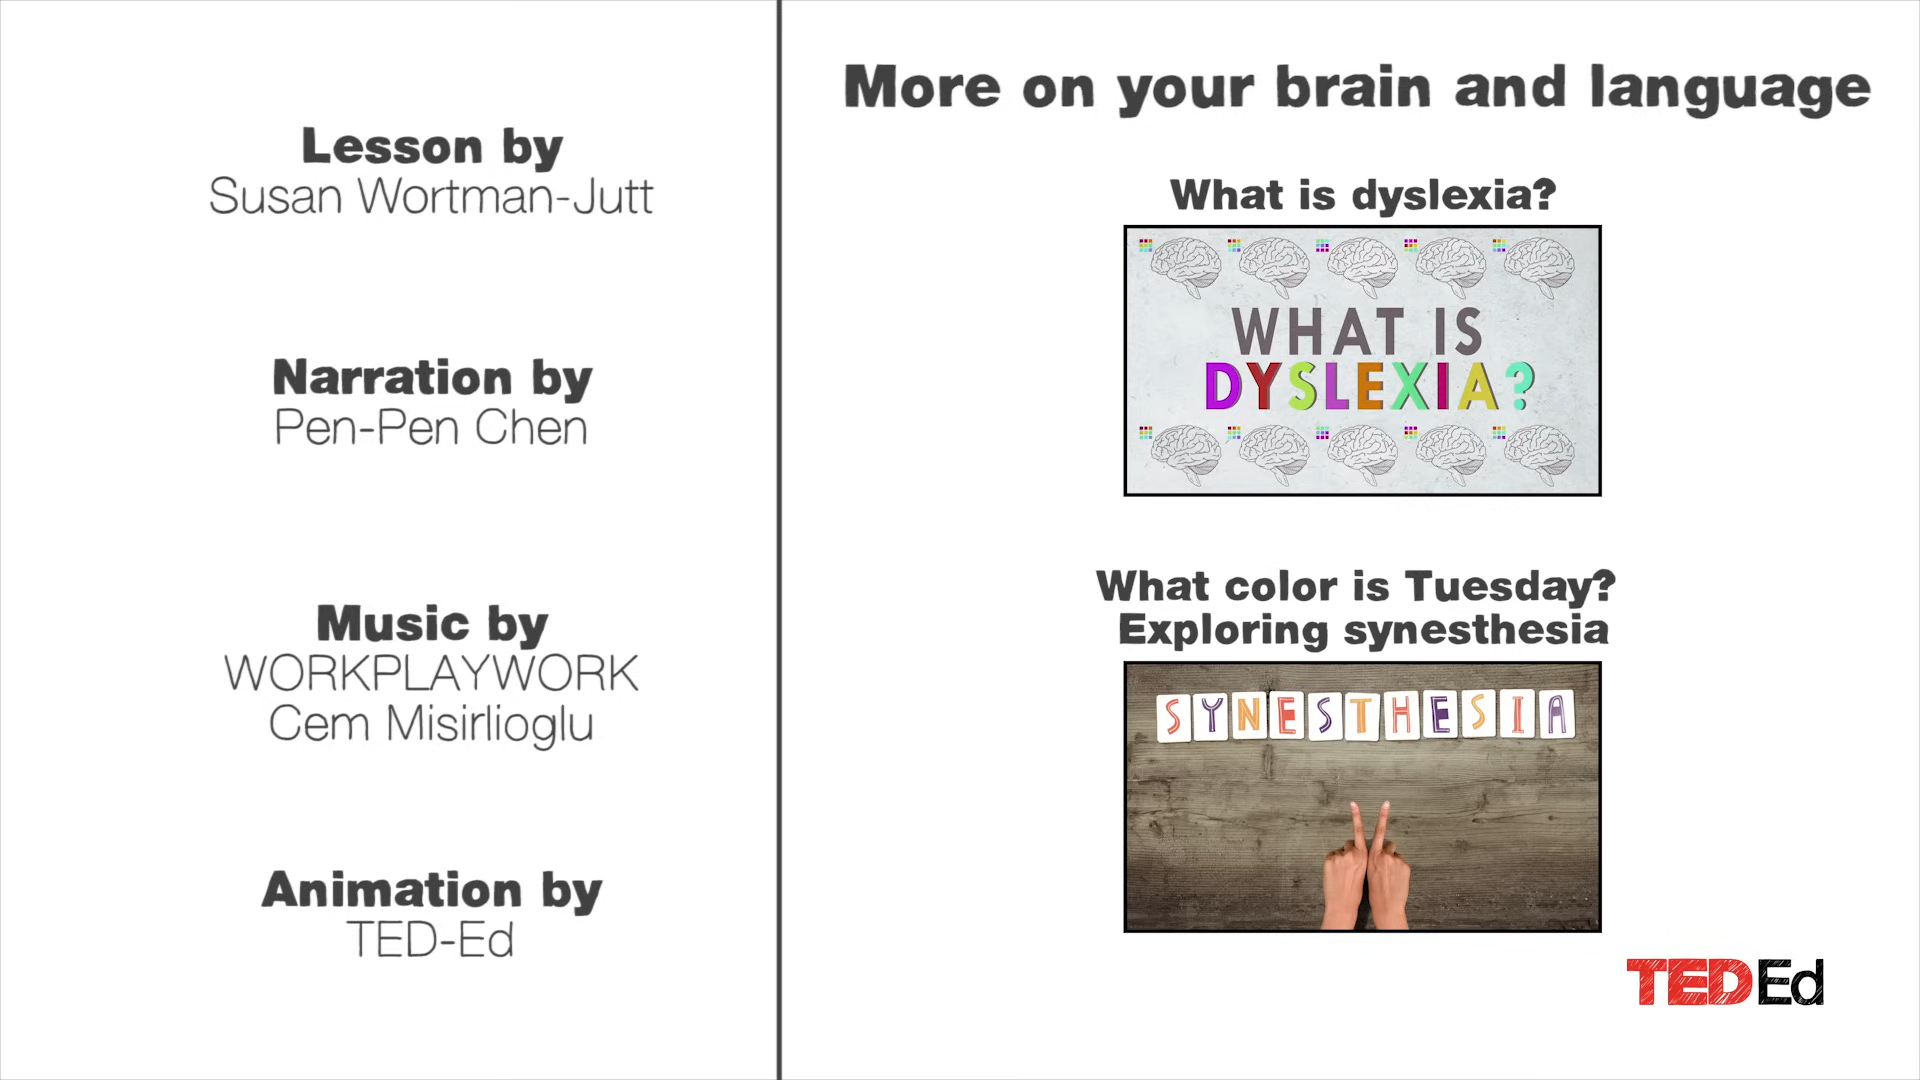 Lesson by
Susan Wortman-Jutt
Narration by
Pen-Pen Chen
Music by
WORKPLAYWORK
Cem Misirlioglu
Animation by
TED-Ed
More on your brain and language
What is dyslexia?
WHAT IS
DYSLEXIA?
What color is Tuesday?
Exploring synesthesia
SYNESTHESIA
TEDEd